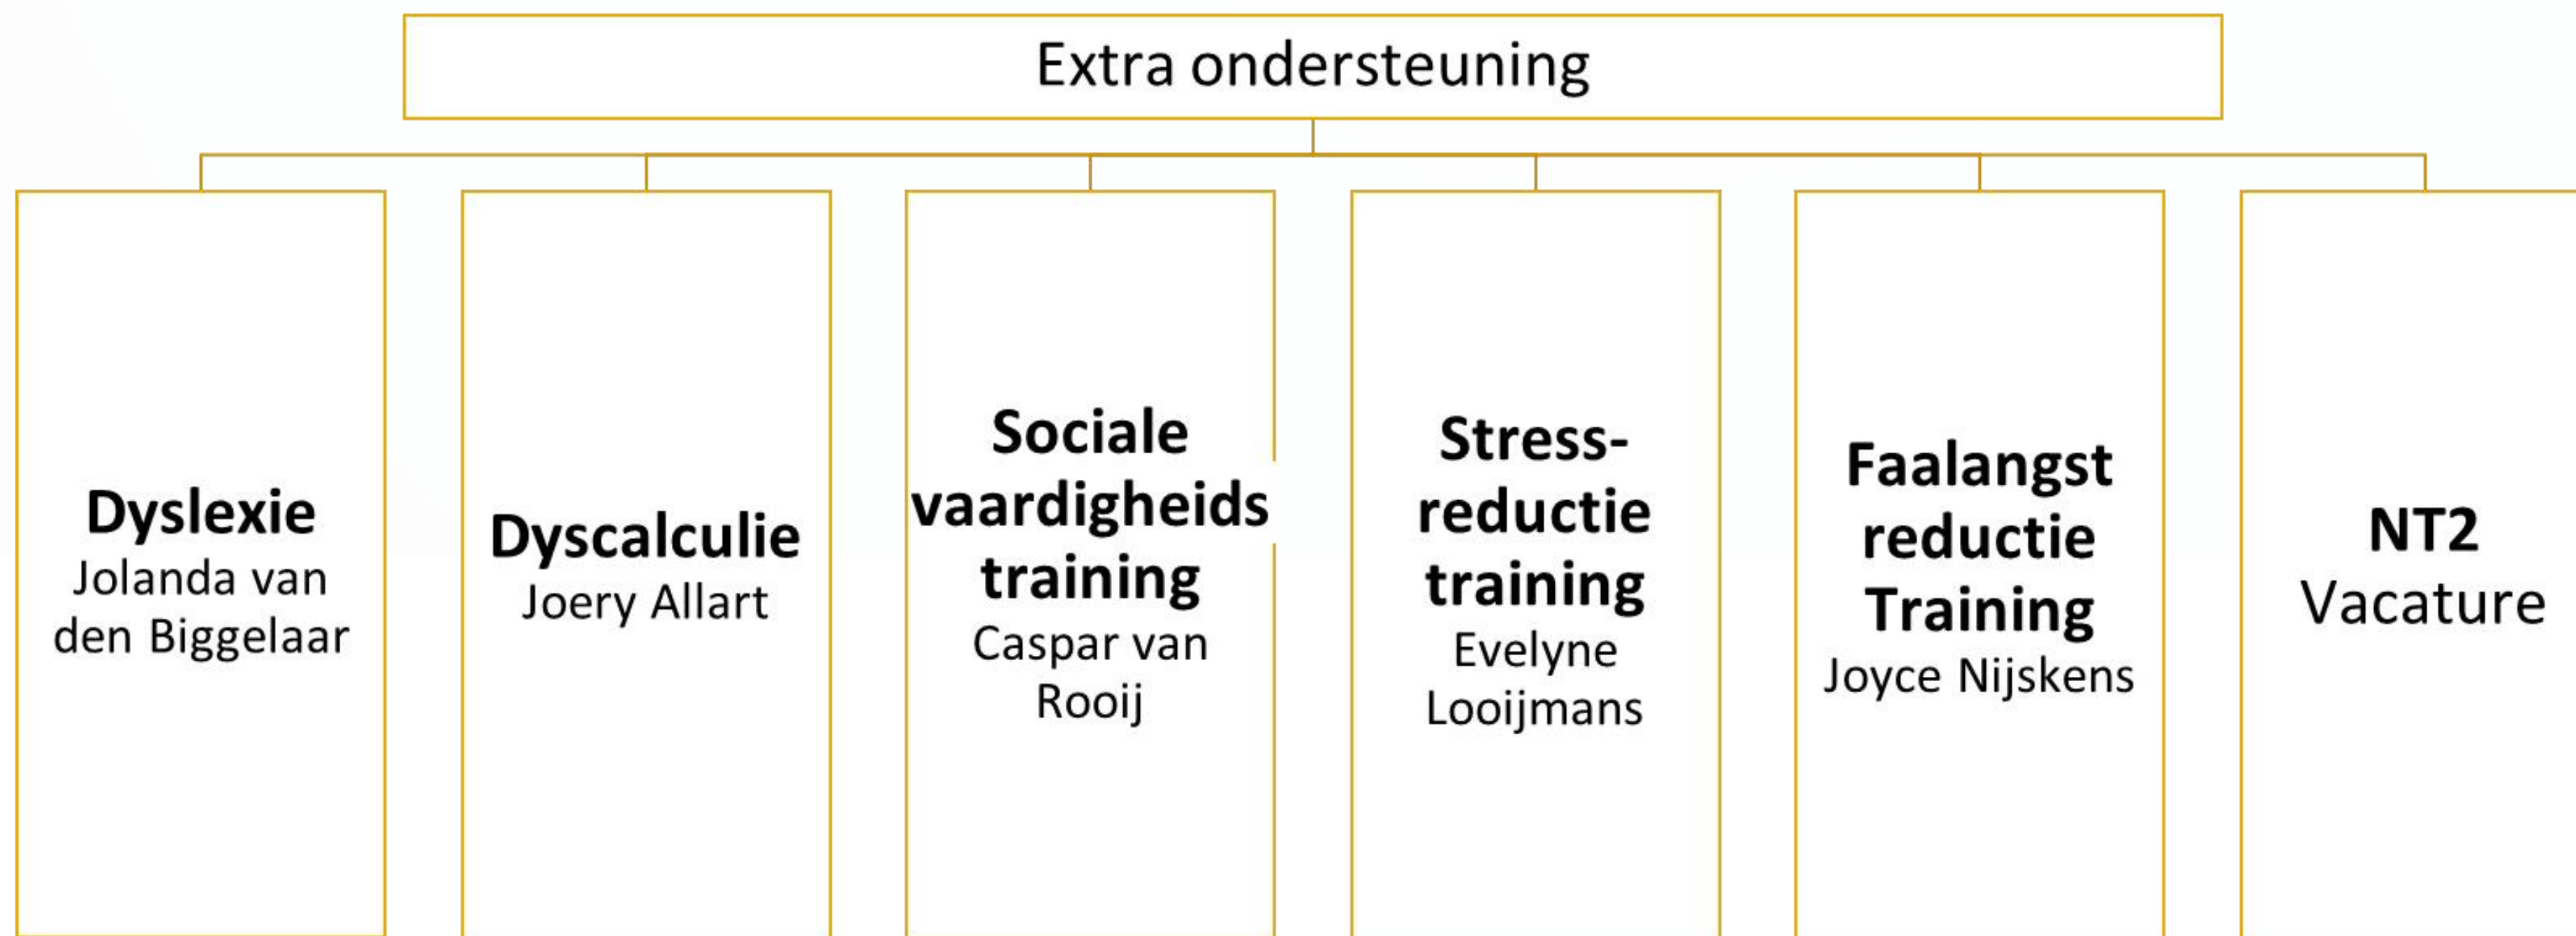 Extra ondersteuning
Dyslexie
Jolanda van
den Biggelaar
Dyscalculie
Joery Allart
Sociale
vaardigheids
training
Caspar van
Rooij
Stress-
reductie
training
Evelyne
Looijmans
Faalangst
reductie
Training
Joyce Nijskens
NT2
Vacature